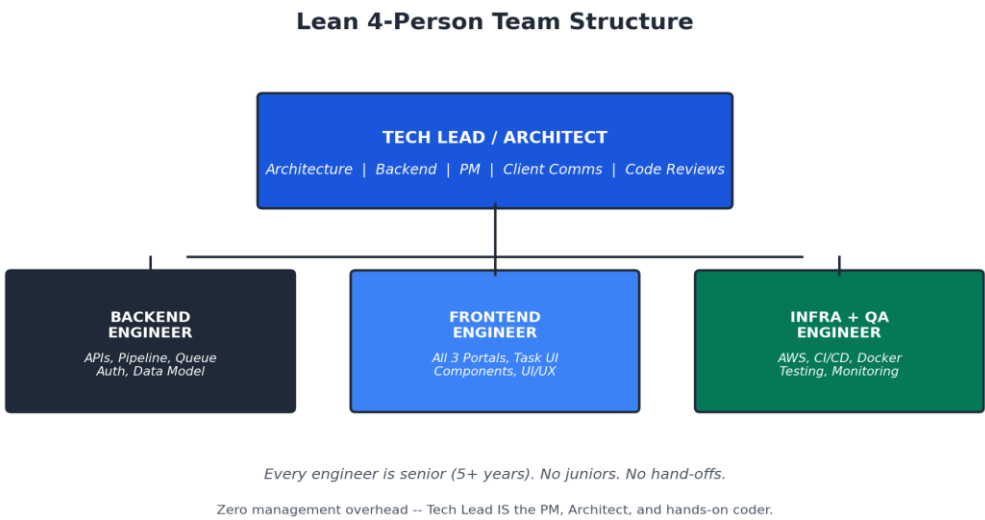 Lean 4-Person Team Structure
TECH LEAD / ARCHITECT
Architecture | Backend | PM | Client Comms | Code Reviews
BACKEND
ENGINEER
APIs, Pipeline, Queue
Auth, Data Model
FRONTEND
ENGINEER
All 3 Portals, Task UI
Components, UI/UX
INFRA + QA
ENGINEER
AWS, CI/CD, Docker
Testing, Monitoring
Every engineer is senior (5+ years). No juniors. No hand-offs.
Zero management overhead -- Tech Lead IS the PM, Architect, and hands-on coder.